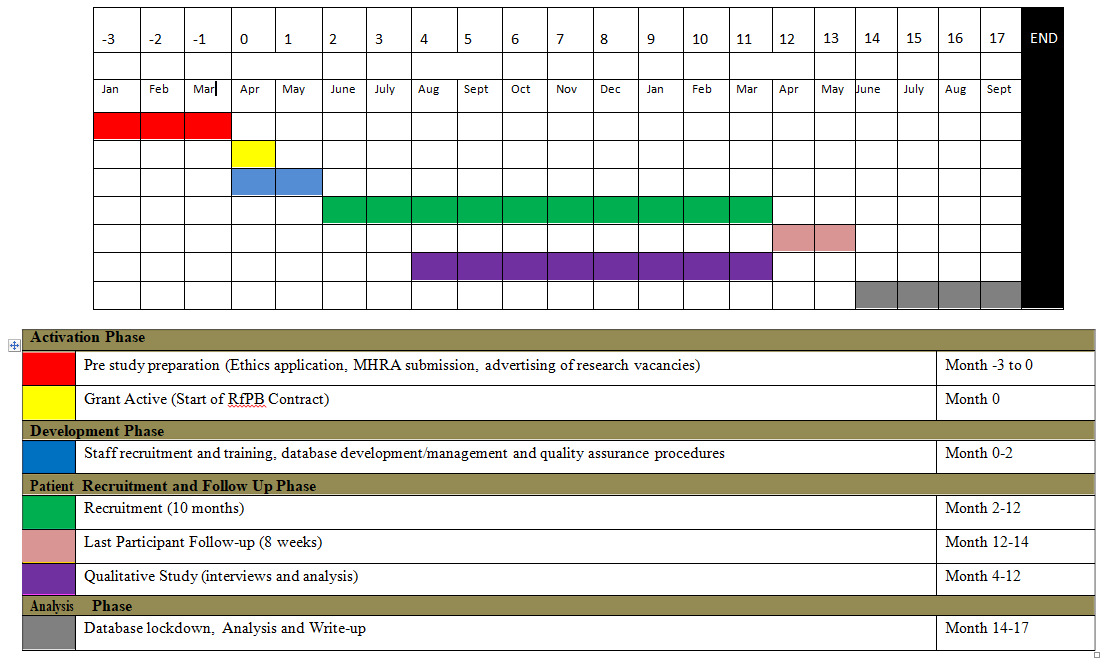 -3 -2 -1 0 1 2 3 4 5 6 7 8 9 10 11 12 13 14 15 16 17 END
Jan Feb Mar Apr May June July Aug Sept Oct Nov Dec Jan Feb Mar Apr May June July Aug Sept
Activation Phase
Pre study preparation (Ethics application, MHRA submission, advertising of research vacancies) Month -3 to 0
Grant Active (Start of RfPB Contract) Month 0
Development Phase
Staff recruitment and training, database development/management and quality assurance procedures Month 0-2
Patient Recruitment and Follow Up Phase
Recruitment (10 months) Month 2-12
Last Participant Follow-up (8 weeks) Month 12-14
Qualitative Study (interviews and analysis) Month 4-12
Analysis Phase
Database lockdown, Analysis and Write-up Month 14-17